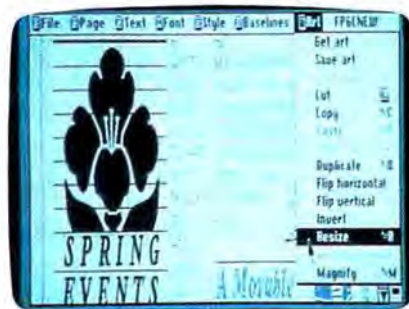 File Page Text Font Style Baselines Art FPGCNEW
Get art
Save art
Cut
Copy
Duplicate
Flip horizontal
Flip vertical
Invert
Resize
Magnify
SPRING
EVENTS
A Movable